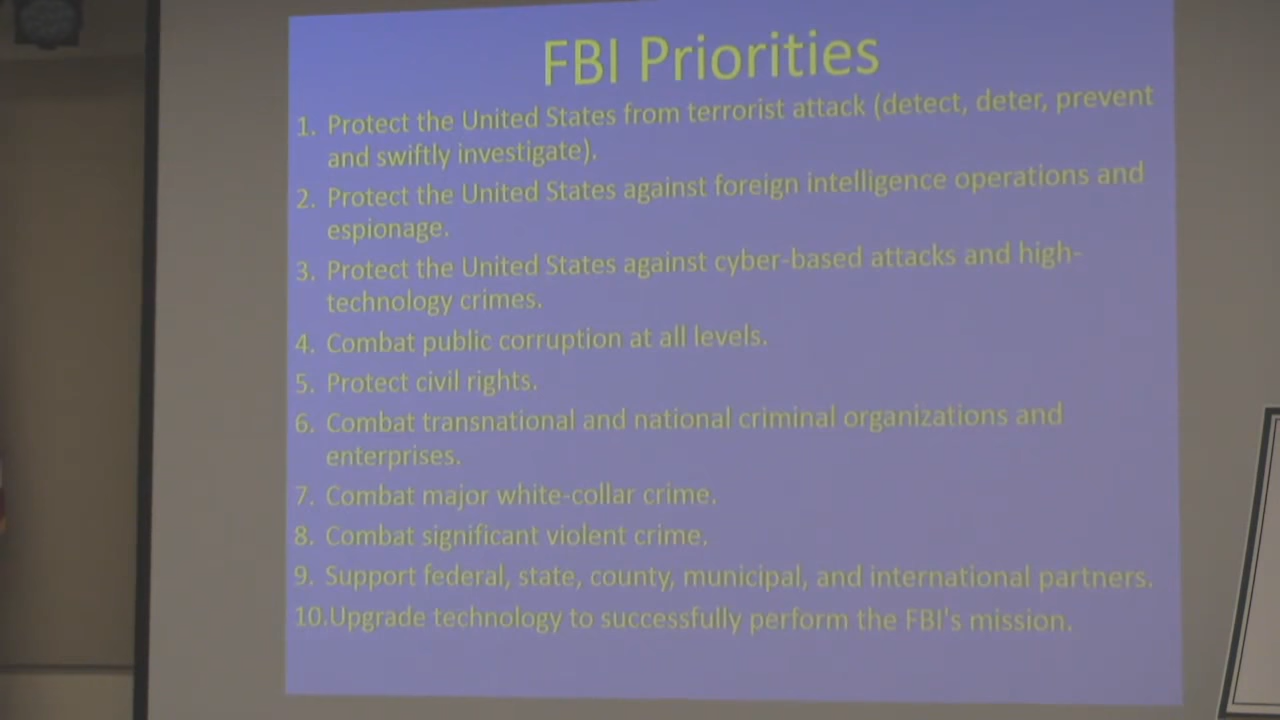 FBI Priorities
1. Protect the United States from terrorist attack (detect, deter, prevent
and swiftly investigate).
2. Protect the United States against foreign intelligence operations and
espionage.
3. Protect the United States against cyber-based attacks and high-
technology crimes.
4. Combat public corruption at all levels.
5. Protect civil rights.
6. Combat transnational and national criminal organizations and
enterprises.
7. Combat major white-collar crime.
8. Combat significant violent crime.
9. Support federal, state, county, municipal, and international partners.
10.Upgrade technology to successfully perform the FBI's mission.